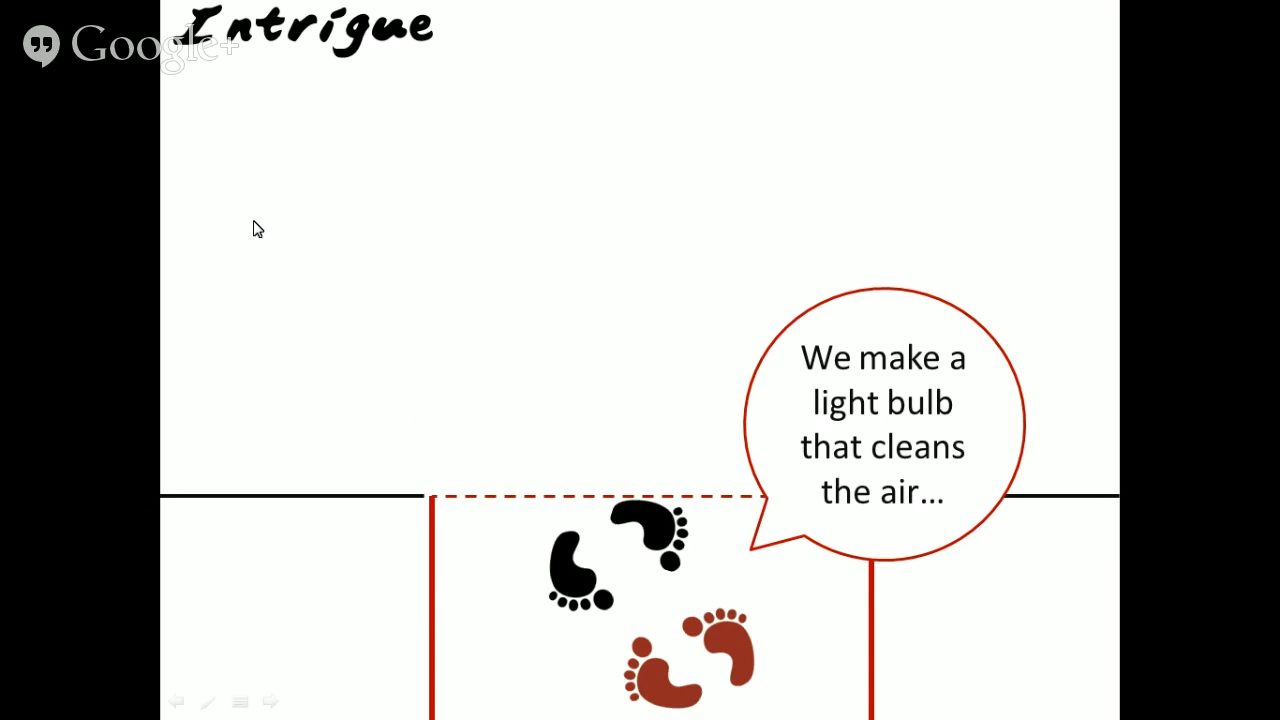 Intrigue
Google+
We make a
light bulb
that cleans
the air...